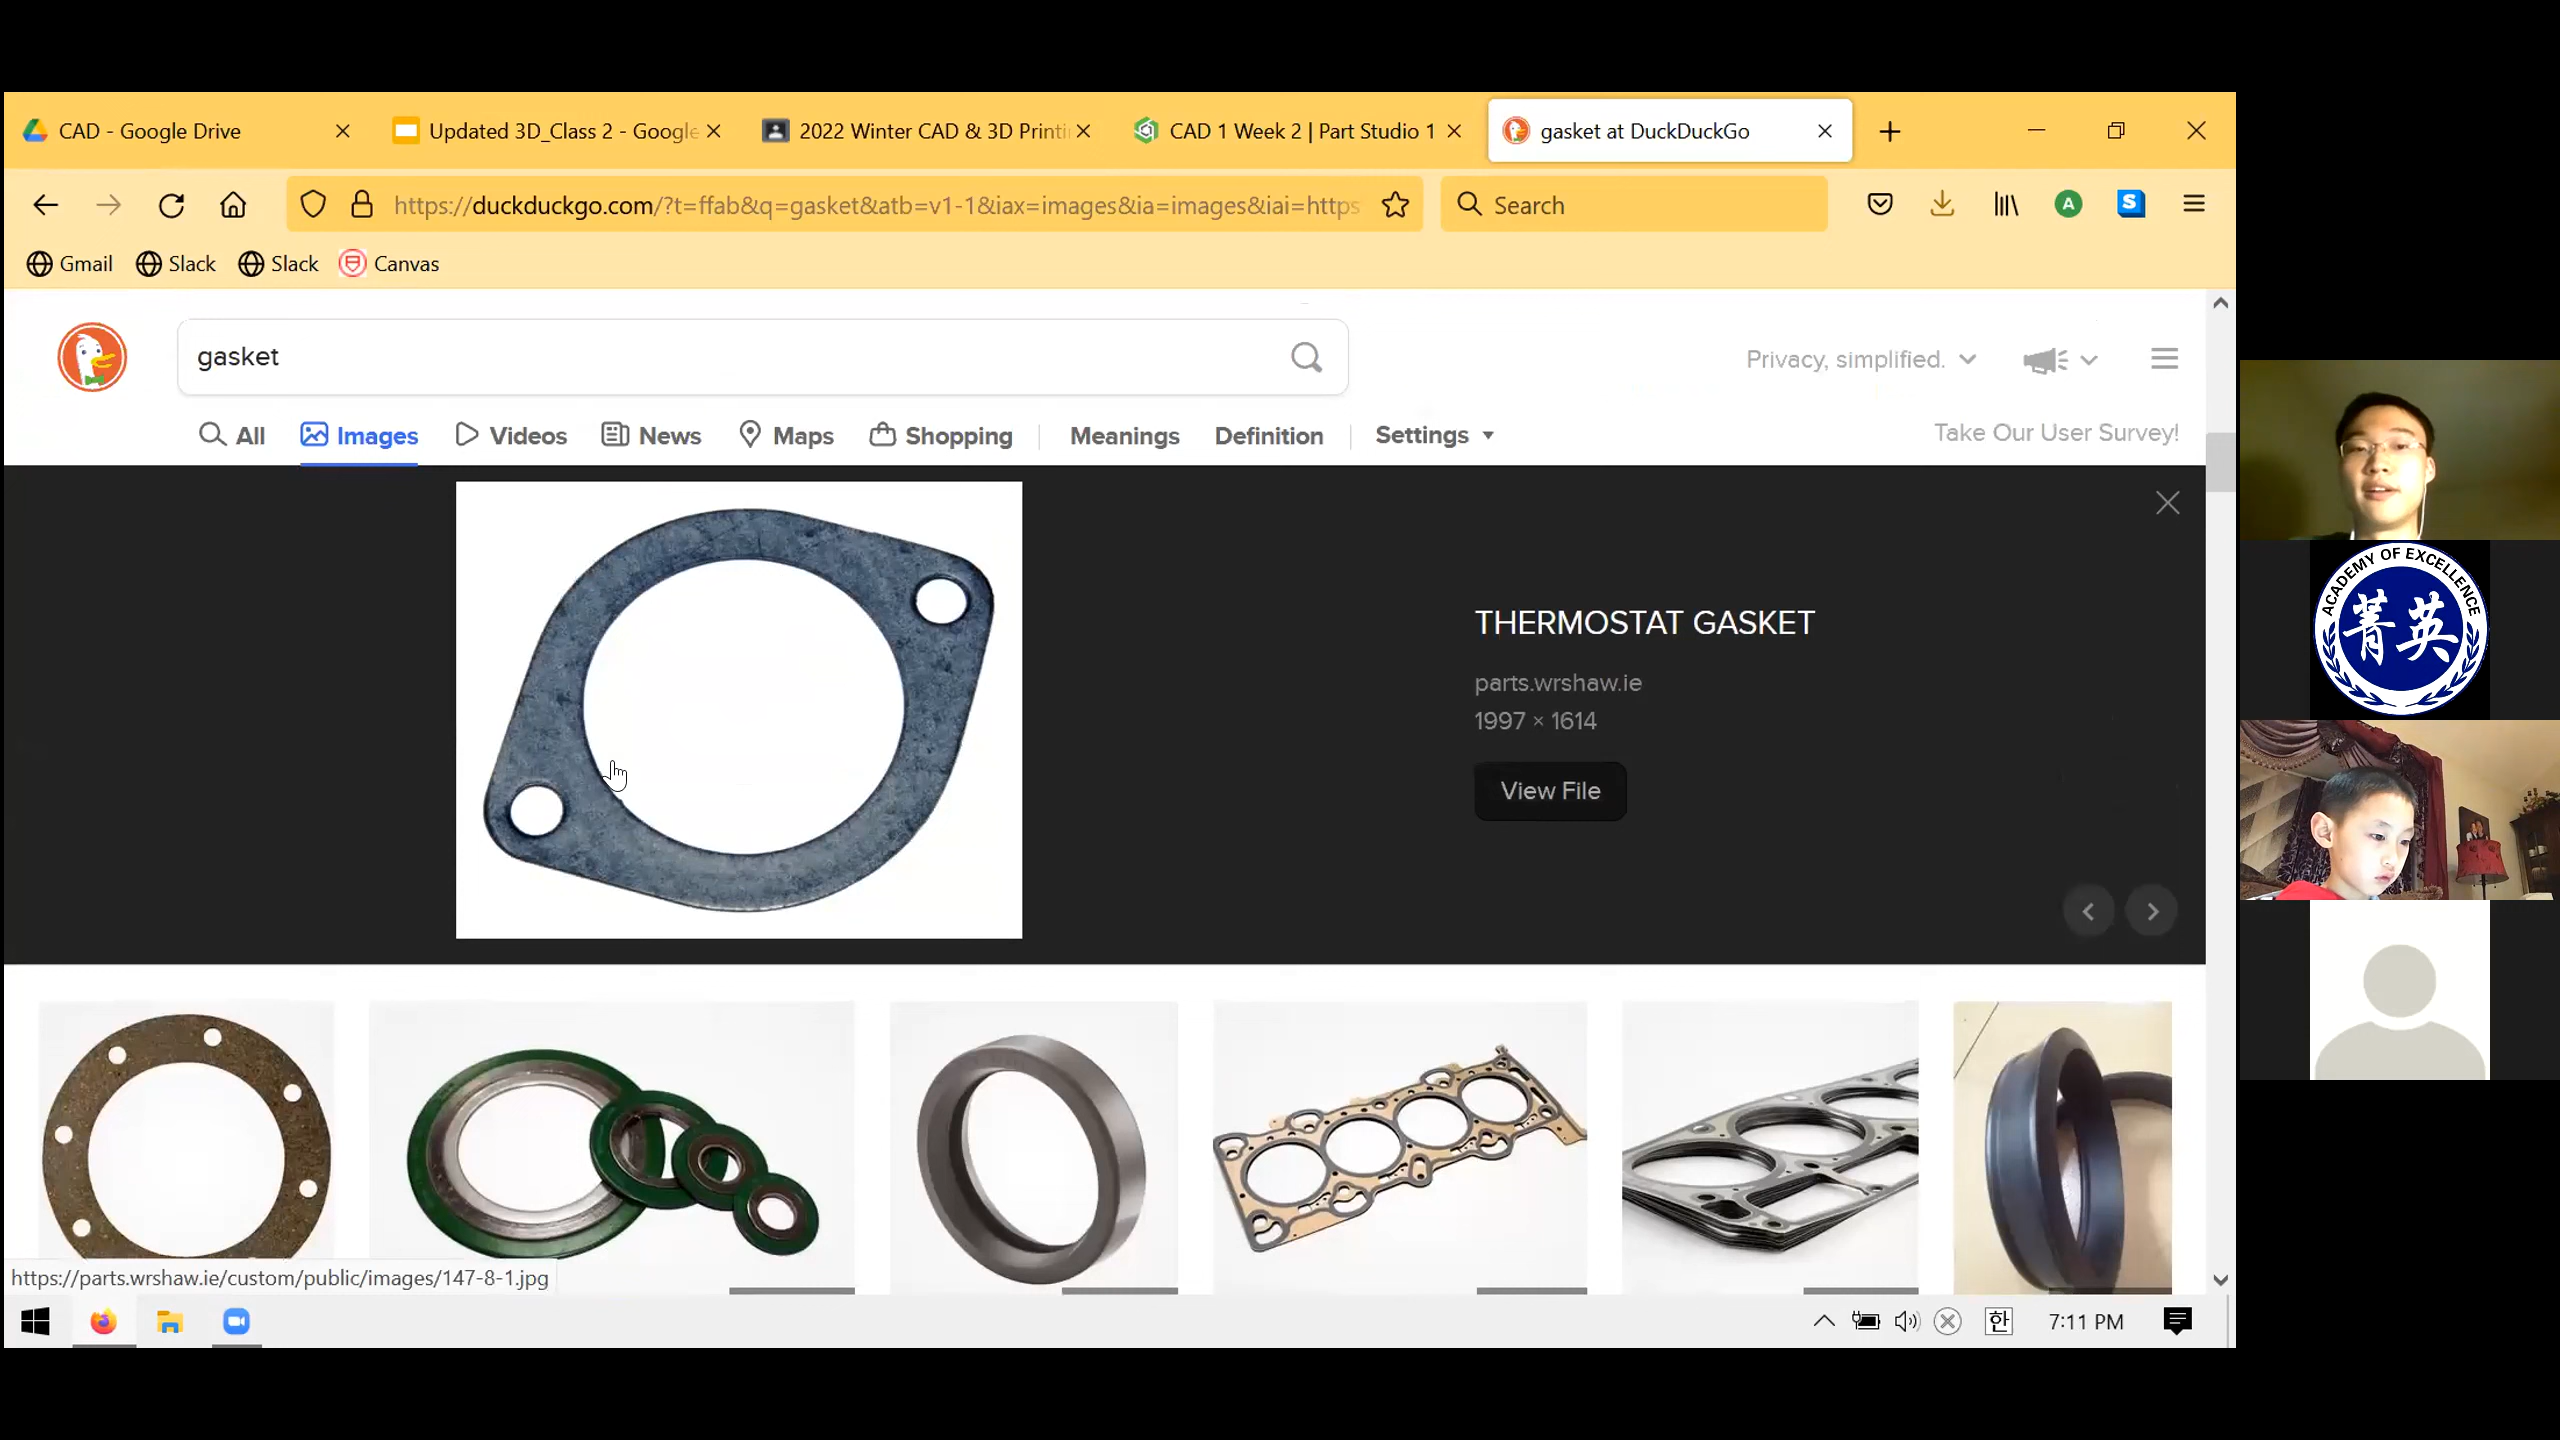 CAD - Google Drive
Updated 3D_Class 2 - Google
2022 Winter CAD & 3D Printi
CAD 1 Week 2 | Part Studio 1
gasket at DuckDuckGo
https://duckduckgo.com/?t=ffab&q=gasket&atb=v1-1&iax=images&ia=images&iai=https
Search
A
S
Gmail
Slack
Slack
Canvas
gasket
Privacy, simplified.
All
Images
Videos
News
Maps
Shopping
Meanings
Definition
Settings
Take Our User Survey!
THERMOSTAT GASKET
parts.wrshaw.ie
1997 × 1614
View File
https://parts.wrshaw.ie/custom/public/images/147-8-1.jpg
한
7:11 PM
ACADEMY OF EXCELLENCE
菁英